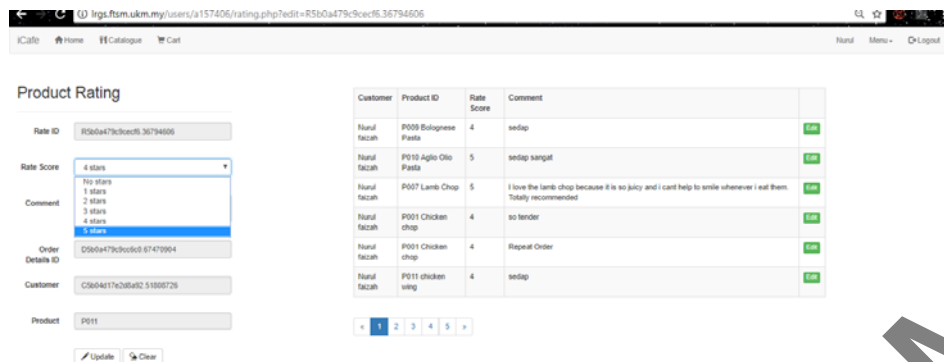 lrgs.ftsm.ukm.my/users/a157406/rating.php?edit=R5b0a479c9cecf6.36794606
iCafe Home Catalogue Cart Nurul Menu Logout
Product Rating
Rate ID R5b0a479c9cecf6.36794606
Rate Score 4 stars
No stars
1 stars
2 stars
3 stars
4 stars
5 stars
Comment
Order
Details ID
D5b0a479c9cc6c0.67470904
Customer C5b04d17e2d8a92.51808726
Product P011
Update Clear
Customer Product ID Rate Score Comment
Nurul faizah P009 Bolognese Pasta 4 sedap Edit
Nurul faizah P010 Aglio Olio Pasta 5 sedap sangat Edit
Nurul faizah P007 Lamb Chop 5 I love the lamb chop because it is so juicy and i cant help to smile whenever i eat them.
Totally recommended Edit
Nurul faizah P001 Chicken chop 4 so tender Edit
Nurul faizah P001 Chicken chop 4 Repeat Order Edit
Nurul faizah P011 chicken wing 4 sedap Edit
« 1 2 3 4 5 »